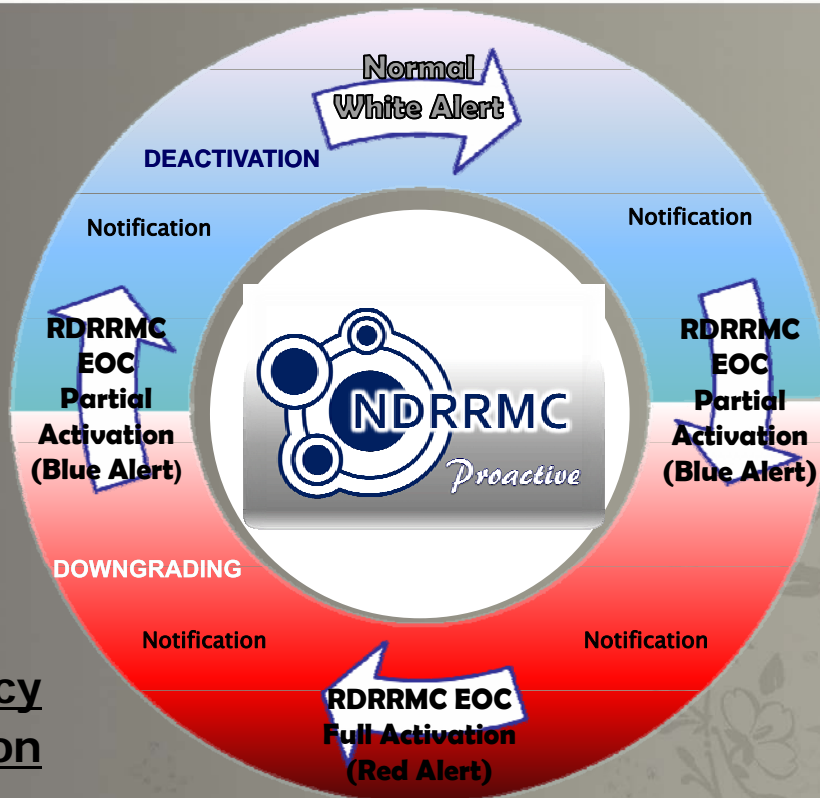 Normal
White Alert
DEACTIVATION
Notification
Notification
RDRRMC
EOC
Partial
Activation
(Blue Alert)
RDRRMC
EOC
Partial
Activation
(Blue Alert)
NDRRMC
Proactive
DOWNGRADING
Notification
Notification
RDRRMC EOC
Full Activation
(Red Alert)